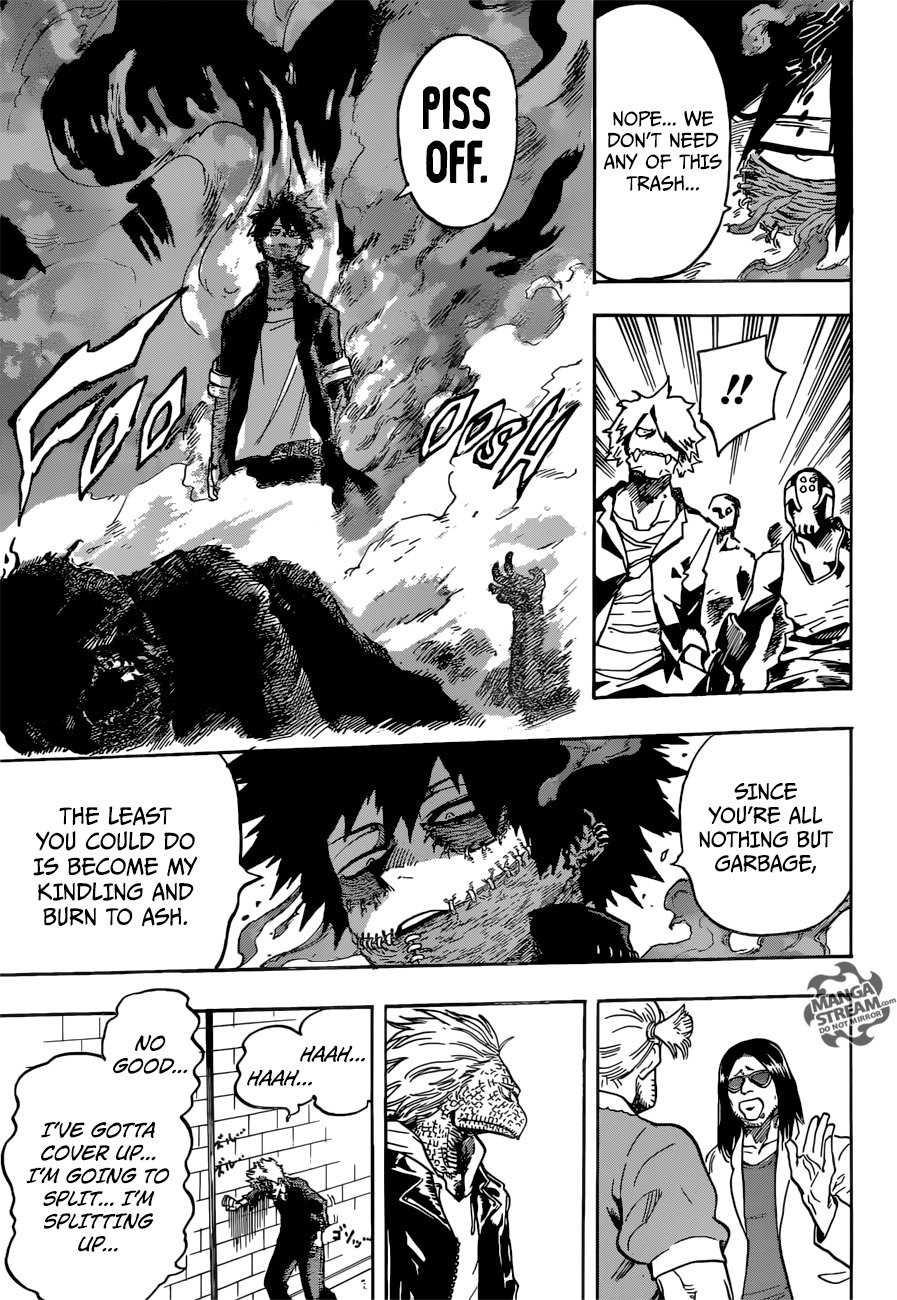 NOPE... WE
DON'T NEED
ANY OF THIS
TRASH...
!!
PISS
OFF.
FOO
OOSH
SINCE
YOU'RE ALL
NOTHING BUT
GARBAGE,
THE LEAST
YOU COULD DO
IS BECOME MY
KINDLING AND
BURN TO ASH.
MANGA
STREAM.com
DO NOT MIRROR
HAAH...
HAAH...
NO
GOOD...
I'VE GOTTA
COVER UP...
I'M GOING TO
SPLIT... I'M
SPLITTING
UP...